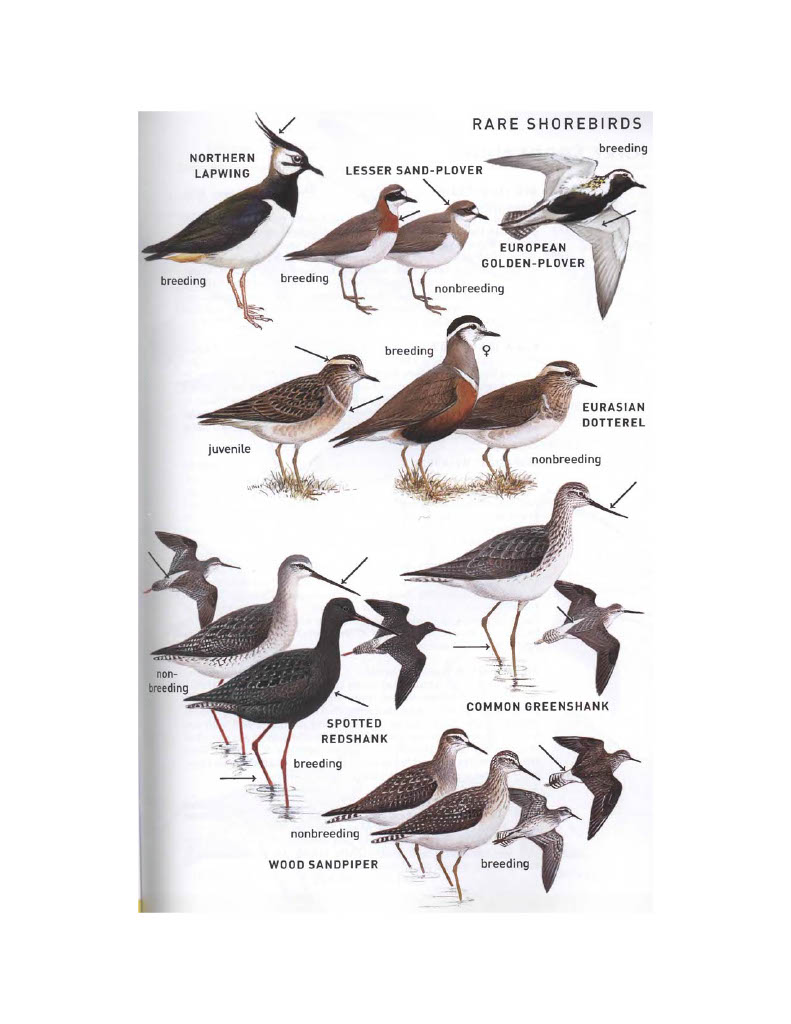 RARE SHOREBIRDS
breeding
NORTHERN
LAPWING
LESSER SAND-PLOVER
EUROPEAN
GOLDEN-PLOVER
breeding
breeding
nonbreeding
breeding
♀
EURASIAN
DOTTEREL
juvenile
nonbreeding
non-
breeding
COMMON GREENSHANK
SPOTTED
REDSHANK
breeding
nonbreeding
WOOD SANDPIPER
breeding